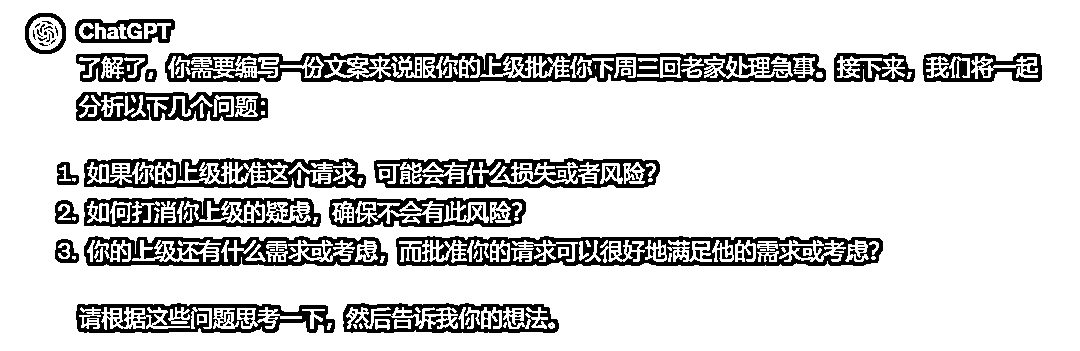 ChatGPT
了解了，你需要编写一份文案来说服你的上级批准你下周三回老家处理急事。接下来，我们将一起
分析以下几个问题：
1. 如果你的上级批准这个请求，可能会有什么损失或者风险？
2. 如何打消你上级的疑虑，确保不会有此风险？
3. 你的上级还有什么需求或考虑，而批准你的请求可以很好地满足他的需求或考虑？
请根据这些问题思考一下，然后告诉我你的想法。